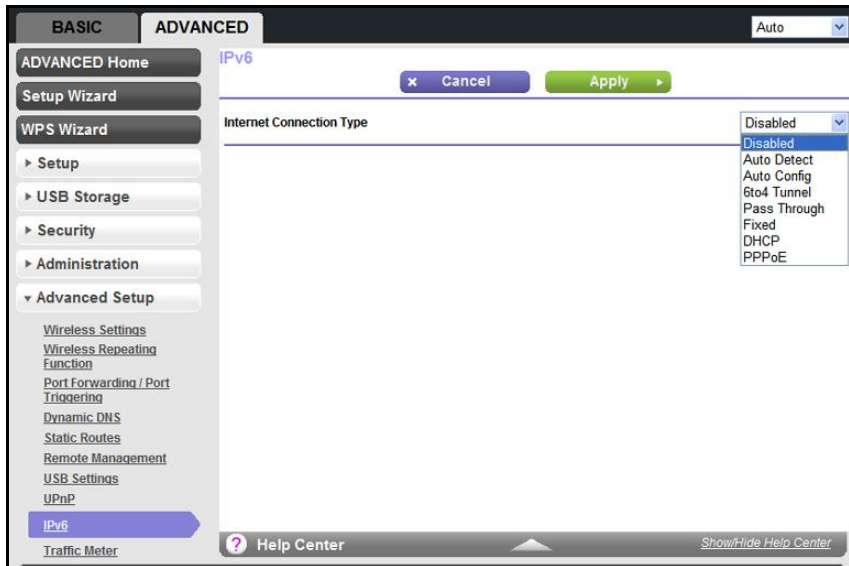 BASIC
ADVANCED
Auto
ADVANCED Home
Setup Wizard
WPS Wizard
Setup
USB Storage
Security
Administration
Advanced Setup
Wireless Settings
Wireless Repeating
Function
Port Forwarding / Port
Triggering
Dynamic DNS
Static Routes
Remote Management
USB Settings
UPnP
IPv6
Traffic Meter
IPv6
Cancel
Apply
Internet Connection Type
Disabled
Disabled
Auto Detect
Auto Config
6to4 Tunnel
Pass Through
Fixed
DHCP
PPPoE
? Help Center
Show/Hide Help Center